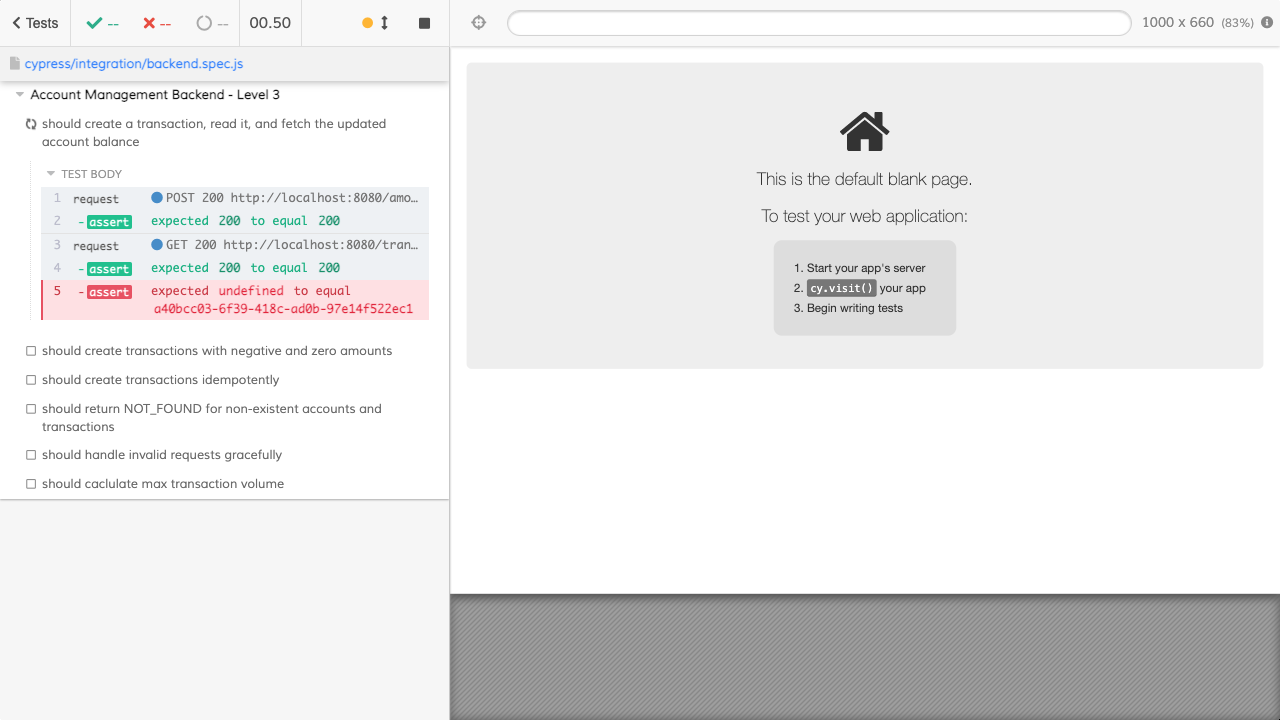 Tests
--
--
--
00.50
1000 x 660 (83%)
cypress/integration/backend.spec.js
Account Management Backend - Level 3
should create a transaction, read it, and fetch the updated
account balance
TEST BODY
1 request POST 200 http://localhost:8080/amo...
2 - assert expected 200 to equal 200
3 request GET 200 http://localhost:8080/tran...
4 - assert expected 200 to equal 200
5 - assert expected undefined to equal
a40bcc03-6f39-418c-ad0b-97e14f522ec1
should create transactions with negative and zero amounts
should create transactions idempotently
should return NOT_FOUND for non-existent accounts and
transactions
should handle invalid requests gracefully
should caclulate max transaction volume
This is the default blank page.
To test your web application:
1. Start your app's server
2. cy.visit() your app
3. Begin writing tests